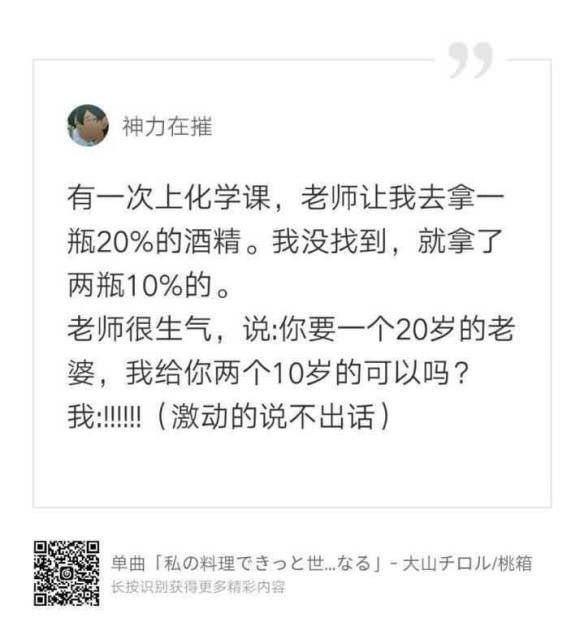 神力在摧
有一次上化学课，老师让我去拿一
瓶20%的酒精。我没找到，就拿了
两瓶10%的。
老师很生气，说:你要一个20岁的老
婆，我给你两个10岁的可以吗？
我:!!!!!!（激动的说不出话）
单曲「私の料理できっと世...なる」- 大山チロル/桃箱
长按识别获得更多精彩内容